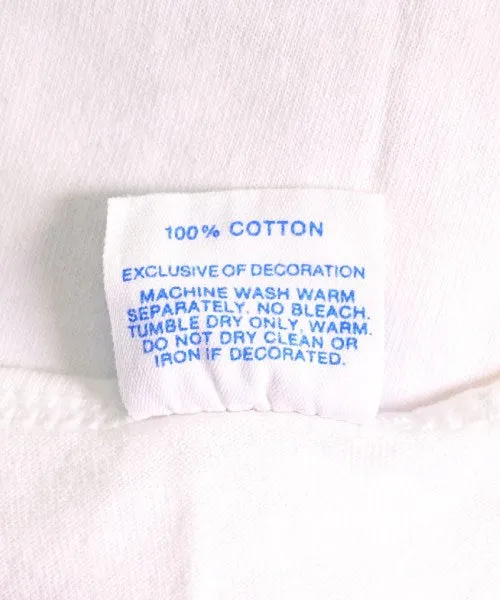 100% COTTON
EXCLUSIVE OF DECORATION
MACHINE WASH WARM
SEPARATELY. NO BLEACH.
TUMBLE DRY ONLY, WARM.
DO NOT DRY CLEAN OR
IRON IF DECORATED.